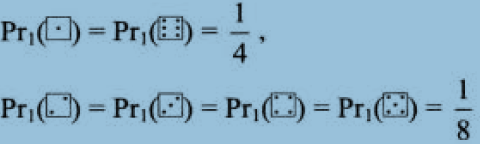 Pr₁(⚀) = Pr₁(⚅) = 1/4 ,
Pr₁(⚁) = Pr₁(⚂) = Pr₁(⚃) = Pr₁(⚄) = 1/8